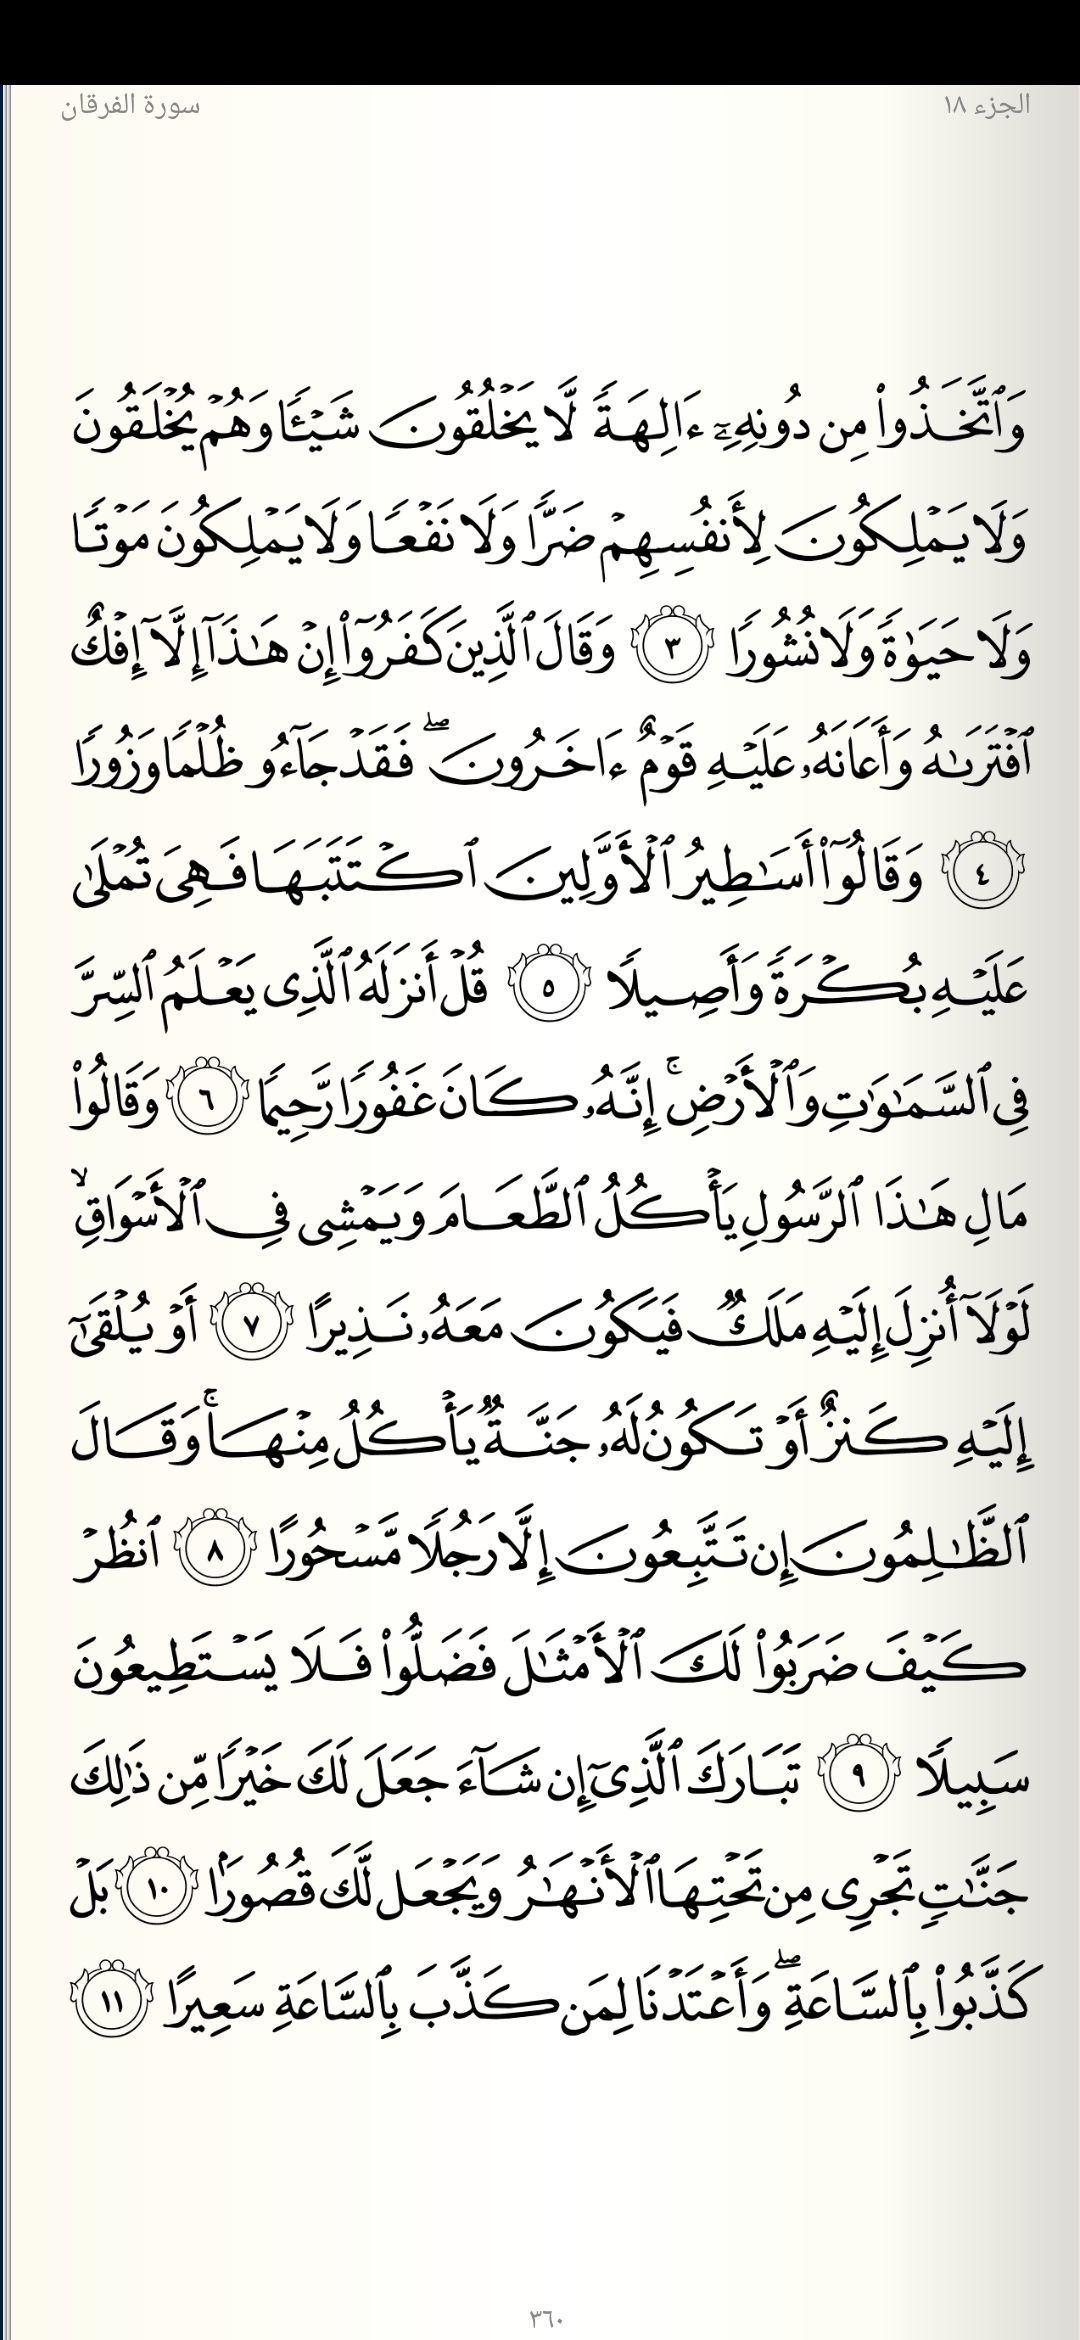 الجزء ١٨
سورة الفرقان
وَٱتَّخَذُوا۟ مِن دُونِهِۦٓ ءَالِهَةً لَّا يَخْلُقُونَ شَيْـًٔا وَهُمْ يُخْلَقُونَ
وَلَا يَمْلِكُونَ لِأَنفُسِهِمْ ضَرًّا وَلَا نَفْعًا وَلَا يَمْلِكُونَ مَوْتًا
وَلَا حَيَوٰةً وَلَا نُشُورًا ٣ وَقَالَ ٱلَّذِينَ كَفَرُوٓا۟ إِنْ هَـٰذَآ إِلَّآ إِفْكٌ
ٱفْتَرَىٰهُ وَأَعَانَهُۥ عَلَيْهِ قَوْمٌ ءَاخَرُونَ ۖ فَقَدْ جَآءُو ظُلْمًا وَزُورًا
٤ وَقَالُوٓا۟ أَسَـٰطِيرُ ٱلْأَوَّلِينَ ٱكْتَتَبَهَا فَهِىَ تُمْلَىٰ
عَلَيْهِ بُكْرَةً وَأَصِيلًا ٥ قُلْ أَنزَلَهُ ٱلَّذِى يَعْلَمُ ٱلسِّرَّ
فِى ٱلسَّمَـٰوَٰتِ وَٱلْأَرْضِ ۚ إِنَّهُۥ كَانَ غَفُورًا رَّحِيمًا ٦ وَقَالُوا۟
مَالِ هَـٰذَا ٱلرَّسُولِ يَأْكُلُ ٱلطَّعَامَ وَيَمْشِى فِى ٱلْأَسْوَاقِ ۙ
لَوْلَآ أُنزِلَ إِلَيْهِ مَلَكٌ فَيَكُونَ مَعَهُۥ نَذِيرًا ٧ أَوْ يُلْقَىٰٓ
إِلَيْهِ كَنزٌ أَوْ تَكُونُ لَهُۥ جَنَّةٌ يَأْكُلُ مِنْهَا ۚ وَقَالَ
ٱلظَّـٰلِمُونَ إِن تَتَّبِعُونَ إِلَّا رَجُلًا مَّسْحُورًا ٨ ٱنظُرْ
كَيْفَ ضَرَبُوا۟ لَكَ ٱلْأَمْثَـٰلَ فَضَلُّوا۟ فَلَا يَسْتَطِيعُونَ
سَبِيلًا ٩ تَبَارَكَ ٱلَّذِىٓ إِن شَآءَ جَعَلَ لَكَ خَيْرًا مِّن ذَٰلِكَ
جَنَّـٰتٍ تَجْرِى مِن تَحْتِهَا ٱلْأَنْهَـٰرُ وَيَجْعَل لَّكَ قُصُورًۢا ١٠ بَلْ
كَذَّبُوا۟ بِٱلسَّاعَةِ ۖ وَأَعْتَدْنَا لِمَن كَذَّبَ بِٱلسَّاعَةِ سَعِيرًا ١١
٣٦٠